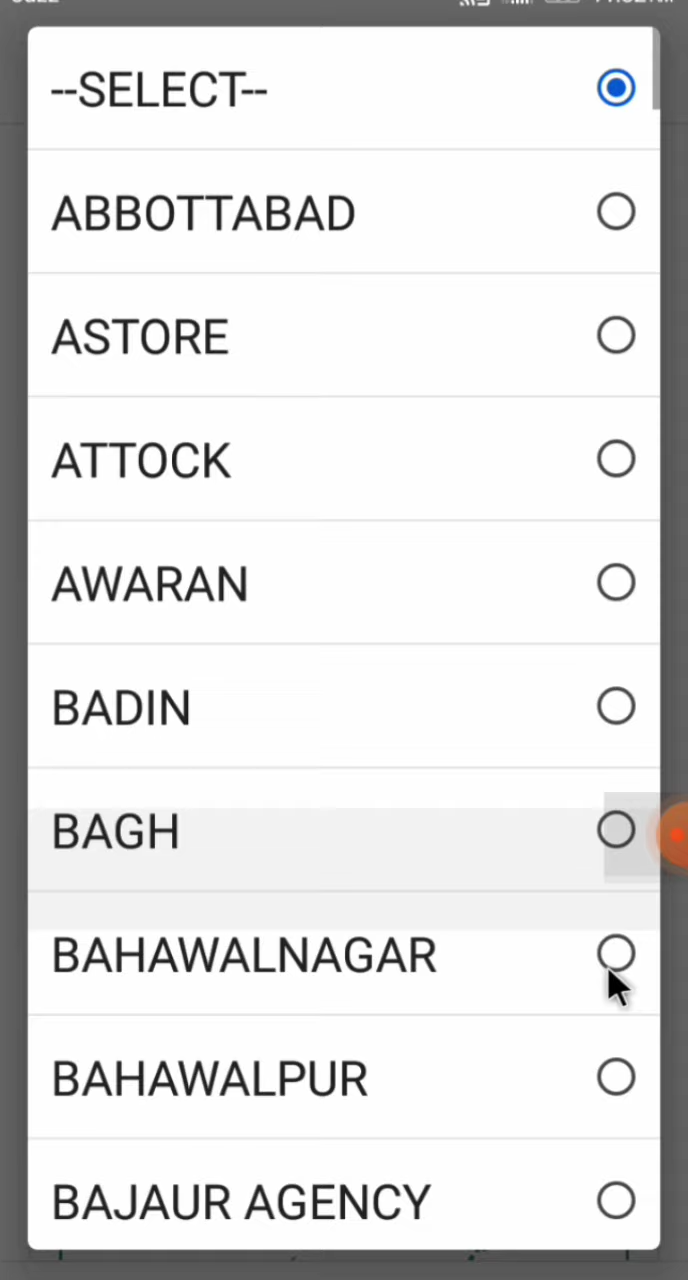 --SELECT--
ABBOTTABAD
ASTORE
ATTOCK
AWARAN
BADIN
BAGH
BAHAWALNAGAR
BAHAWALPUR
BAJAUR AGENCY